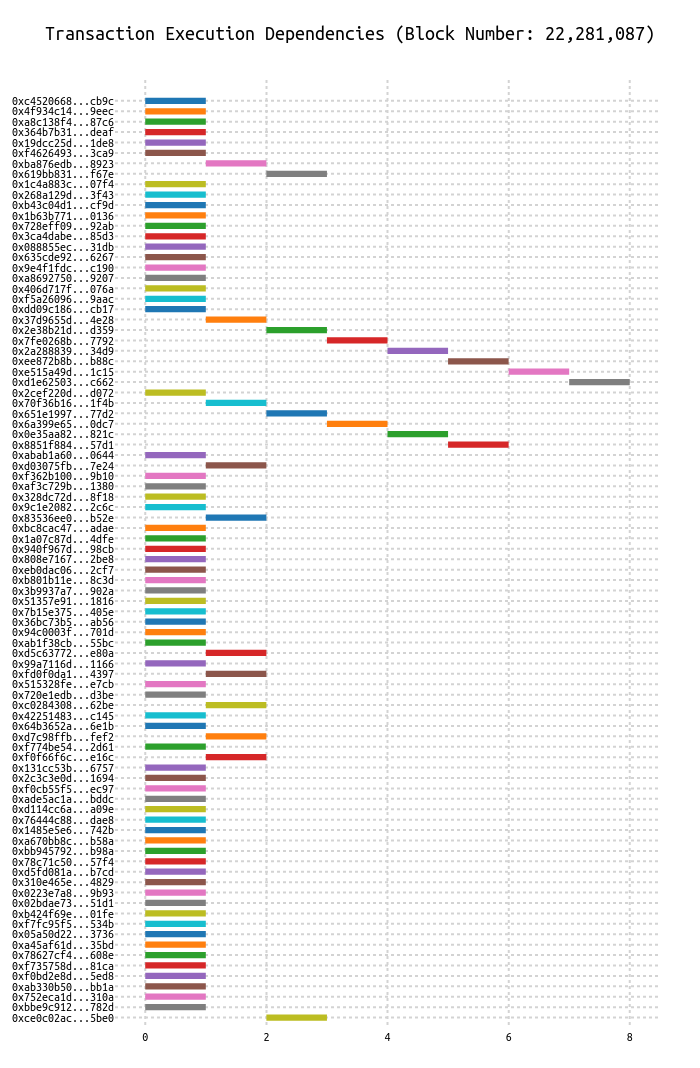 Transaction Execution Dependencies (Block Number: 22,281,087)
0xc4520668...cb9c
0x4f934c14...9eec
0xa8c138f4...87c6
0x364b7b31...deaf
0x19dcc25d...1de8
0xf4626493...3ca9
0xba876edb...8923
0x619bb831...f67e
0x1c4a883c...07f4
0x268a129d...3f43
0xb43c04d1...cf9d
0x1b63b771...0136
0x728eff09...92ab
0x3ca4dabe...85d3
0x088855ec...31db
0x635cde92...6267
0x9e4f1fdc...c190
0xa8692750...9207
0x406d717f...076a
0xf5a26096...9aac
0xdd09c186...cb17
0x37d9655d...4e28
0x2e38b21d...d359
0x7fe0268b...7792
0x2a288839...34d9
0xee872b8b...b88c
0xe515a49d...1c15
0xd1e62503...c662
0x2cef220d...d072
0x70f36b16...1f4b
0x651e1997...77d2
0x6a399e65...0dc7
0x0e35aa82...821c
0x8851f884...57d1
0xabab1a60...0644
0xd03075fb...7e24
0xf362b100...9b10
0xaf3c729b...1380
0x328dc72d...8f18
0x9c1e2082...2c6c
0x83536ee0...b52e
0xbc8cac47...adae
0x1a07c87d...4dfe
0x940f967d...98cb
0x808e7167...2be8
0xeb0dac06...2cf7
0xb801b11e...8c3d
0x3b9937a7...902a
0x51357e91...1816
0x7b15e375...405e
0x36bc73b5...ab56
0x94c0003f...701d
0xab1f38cb...55bc
0xd5c63772...e80a
0x99a7116d...1166
0xfd0f0da1...4397
0x515328fe...e7cb
0x720e1edb...d3be
0xc0284308...62be
0x42251483...c145
0x64b3652a...6e1b
0xd7c98ffb...fef2
0xf774be54...2d61
0xf0f66f6c...e16c
0x131cc53b...6757
0x2c3c3e0d...1694
0xf0cb55f5...ec97
0xade5ac1a...bddc
0xd114cc6a...a09e
0x76444c88...dae8
0x1485e5e6...742b
0xa670bb8c...b58a
0xbb945792...b98a
0x78c71c50...57f4
0xd5fd081a...b7cd
0x310e465e...4829
0x0223e7a8...9b93
0x02bdae73...51d1
0xb424f69e...01fe
0xf7fc95f5...534b
0x05a50d22...3736
0xa45af61d...35bd
0x78627cf4...608e
0xf735758d...81ca
0xf0bd2e8d...5ed8
0xab330b50...bb1a
0x752eca1d...310a
0xbbe9c912...782d
0xce0c02ac...5be0
0 2 4 6 8